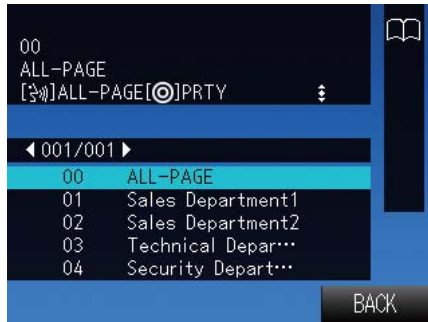 00
ALL-PAGE
[]ALL-PAGE[◎]PRTY
◀001/001▶
00 ALL-PAGE
01 Sales Department1
02 Sales Department2
03 Technical Depar···
04 Security Depart···
BACK